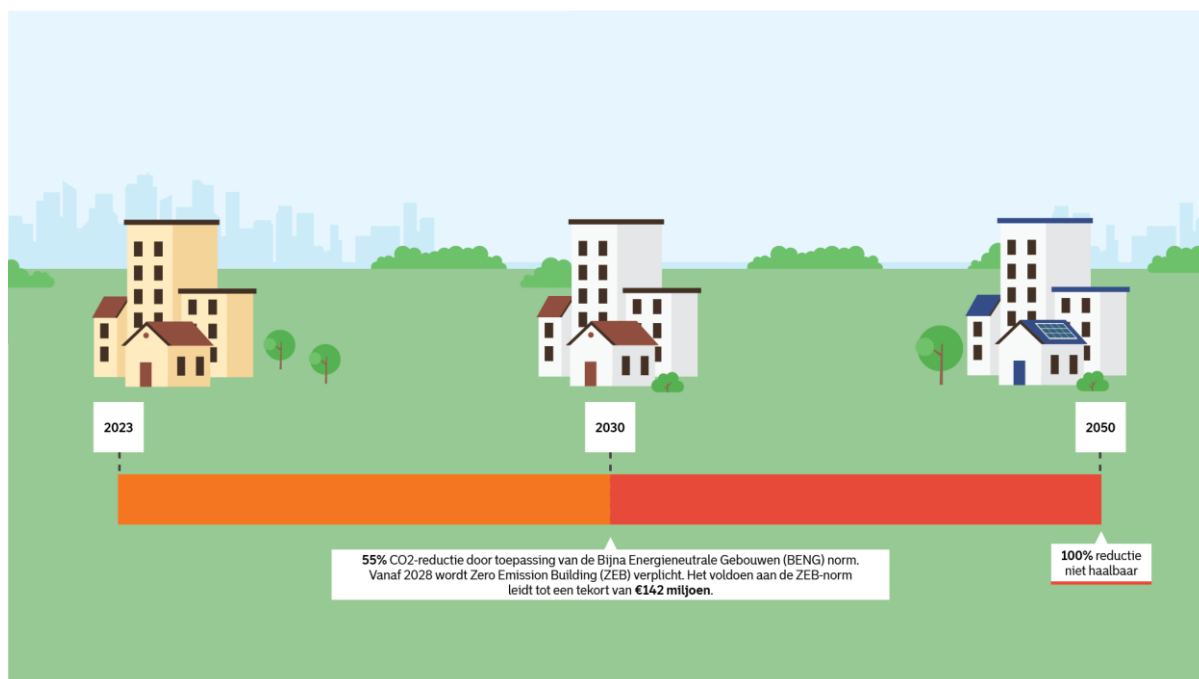 2023
2030
2050
55% CO2-reductie door toepassing van de Bijna Energieneutrale Gebouwen (BENG) norm.
Vanaf 2028 wordt Zero Emission Building (ZEB) verplicht. Het voldoen aan de ZEB-norm
leidt tot een tekort van €142 miljoen.
100% reductie
niet haalbaar